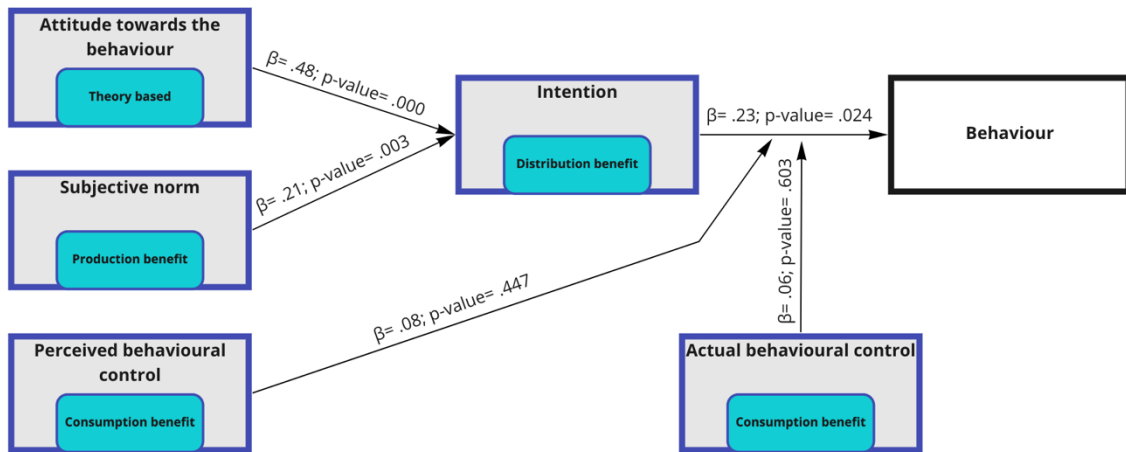 Attitude towards the
behaviour
Theory based
β= .48; p-value= .000
Subjective norm
Production benefit
β= .21; p-value= .003
Perceived behavioural
control
Consumption benefit
β= .08; p-value= .447
Intention
Distribution benefit
β= .23; p-value= .024
Behaviour
β= .06; p-value= .603
Actual behavioural control
Consumption benefit